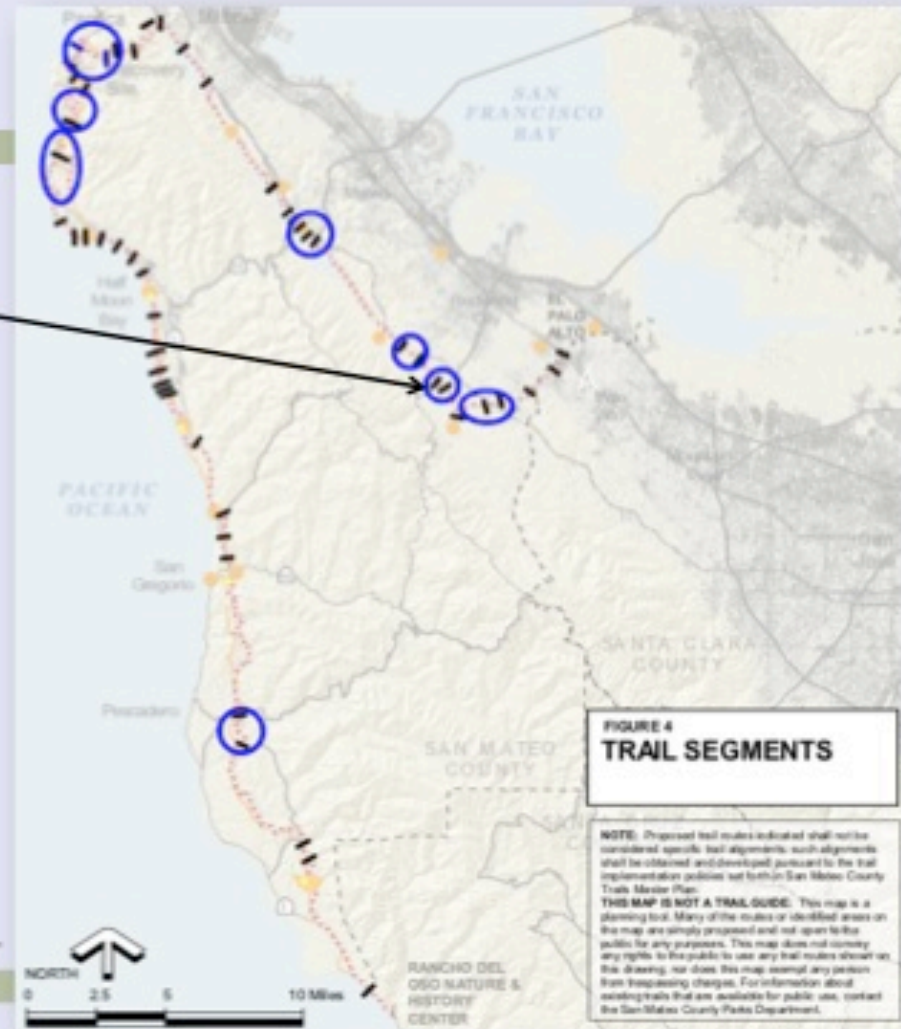 SAN
FRANCISCO
BAY
Half
Moon
Bay
EL
PALO
ALTO
PACIFIC
OCEAN
San
Gregorio
SANTA CLARA
COUNTY
Pescadero
SAN MATEO
COUNTY
FIGURE 4
TRAIL SEGMENTS
NOTE: Proposed trail routes indicated shall not be
considered specific trail alignments; such alignments
shall be obtained and developed pursuant to the trail
implementation policies set forth in San Mateo County
Trails Master Plan.
THIS MAP IS NOT A TRAIL GUIDE: This map is a
planning tool. Many of the routes or identified areas on
the map are simply proposed and not open to the
public for any purposes. This map does not convey
any rights to the public to use any trail routes shown on
this drawing, nor does this map exempt any person
from trespassing charges. For information about
existing trails that are available for public use, contact
the San Mateo County Parks Department.
NORTH
0 2.5 5 10 Miles
RANCHO DEL
OSO NATURE &
HISTORY
CENTER